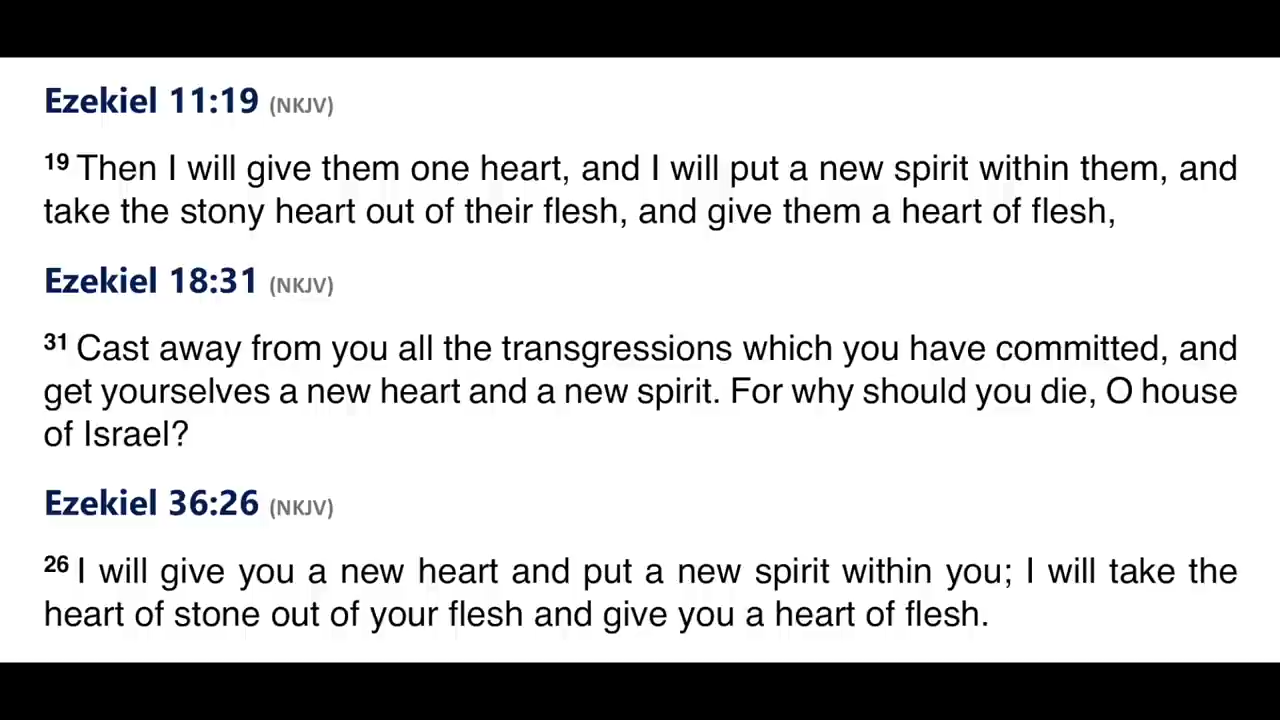 Ezekiel 11:19 (NKJV)
19 Then I will give them one heart, and I will put a new spirit within them, and
take the stony heart out of their flesh, and give them a heart of flesh,
Ezekiel 18:31 (NKJV)
31 Cast away from you all the transgressions which you have committed, and
get yourselves a new heart and a new spirit. For why should you die, O house
of Israel?
Ezekiel 36:26 (NKJV)
26 I will give you a new heart and put a new spirit within you; I will take the
heart of stone out of your flesh and give you a heart of flesh.